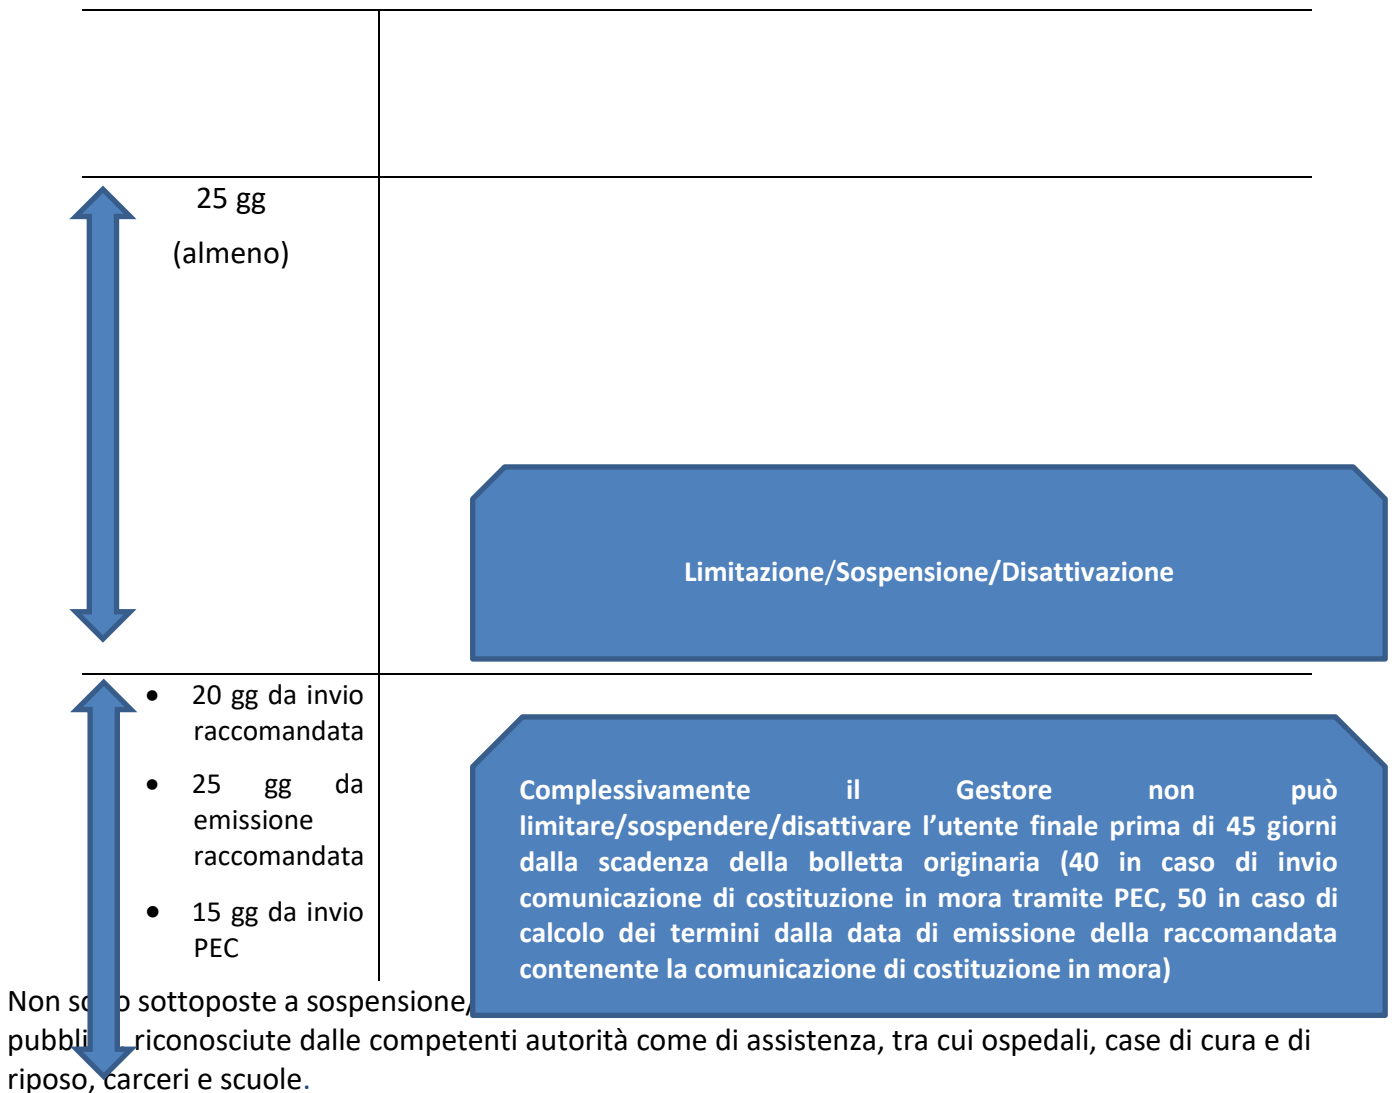 25 gg
(almeno)
Limitazione/Sospensione/Disattivazione
20 gg da invio
raccomandata
25 gg da
emissione
raccomandata
15 gg da invio
PEC
Complessivamente il Gestore non può
limitare/sospendere/disattivare l’utente finale prima di 45 giorni
dalla scadenza della bolletta originaria (40 in caso di invio
comunicazione di costituzione in mora tramite PEC, 50 in caso di
calcolo dei termini dalla data di emissione della raccomandata
contenente la comunicazione di costituzione in mora)
Non sottoposte a sospensione/
riconosciute dalle competenti autorità come di assistenza, tra cui ospedali, case di cura e di
riposo, carceri e scuole.